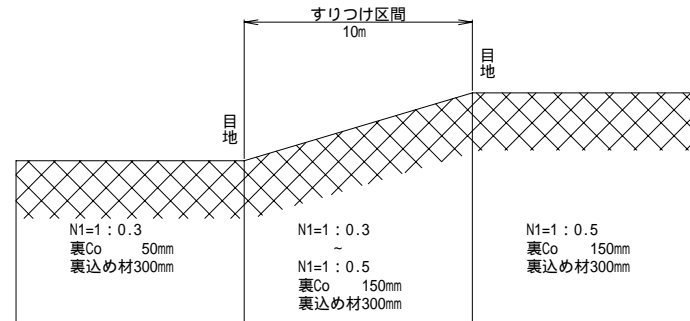 すりつけ区間
10m
目地
目地
N1=1：0.3
裏Co 50mm
裏込め材300mm
N1=1：0.3
~
N1=1：0.5
裏Co 150mm
裏込め材300mm
N1=1：0.5
裏Co 150mm
裏込め材300mm